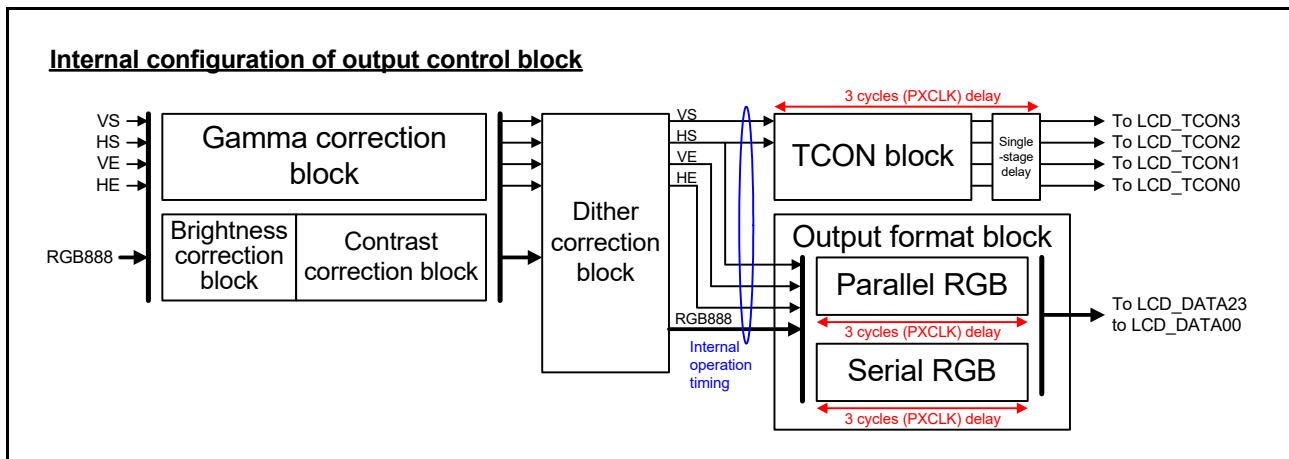 Internal configuration of output control block
VS
HS
VE
HE
RGB888
Gamma correction
block
Brightness
correction
block
Contrast
correction block
Dither
correction
block
VS
HS
VE
HE
RGB888
Internal
operation
timing
3 cycles (PXCLK) delay
TCON block
Single
-stage
delay
To LCD_TCON3
To LCD_TCON2
To LCD_TCON1
To LCD_TCON0
Output format block
Parallel RGB
3 cycles (PXCLK) delay
Serial RGB
3 cycles (PXCLK) delay
To LCD_DATA23
to LCD_DATA00